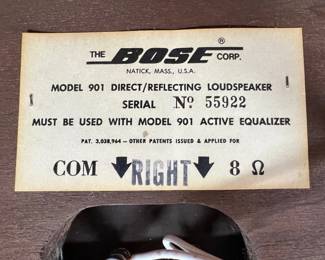 THE BOSE® CORP.
NATICK, MASS., U.S.A.
MODEL 901 DIRECT/REFLECTING LOUDSPEAKER
SERIAL Nº 55922
MUST BE USED WITH MODEL 901 ACTIVE EQUALIZER
PAT. 3,038,964 — OTHER PATENTS ISSUED & APPLIED FOR
COM RIGHT 8 Ω